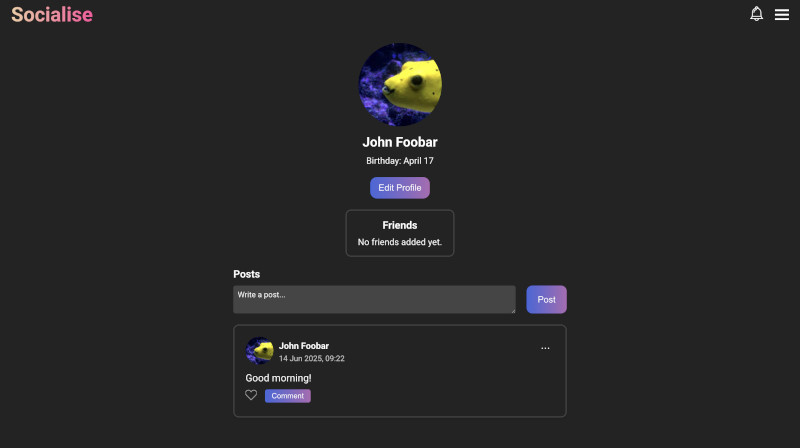 Socialise
John Foobar
Birthday: April 17
Edit Profile
Friends
No friends added yet.
Posts
Write a post...
Post
John Foobar
...
14 Jun 2025, 09:22
Good morning!
Comment